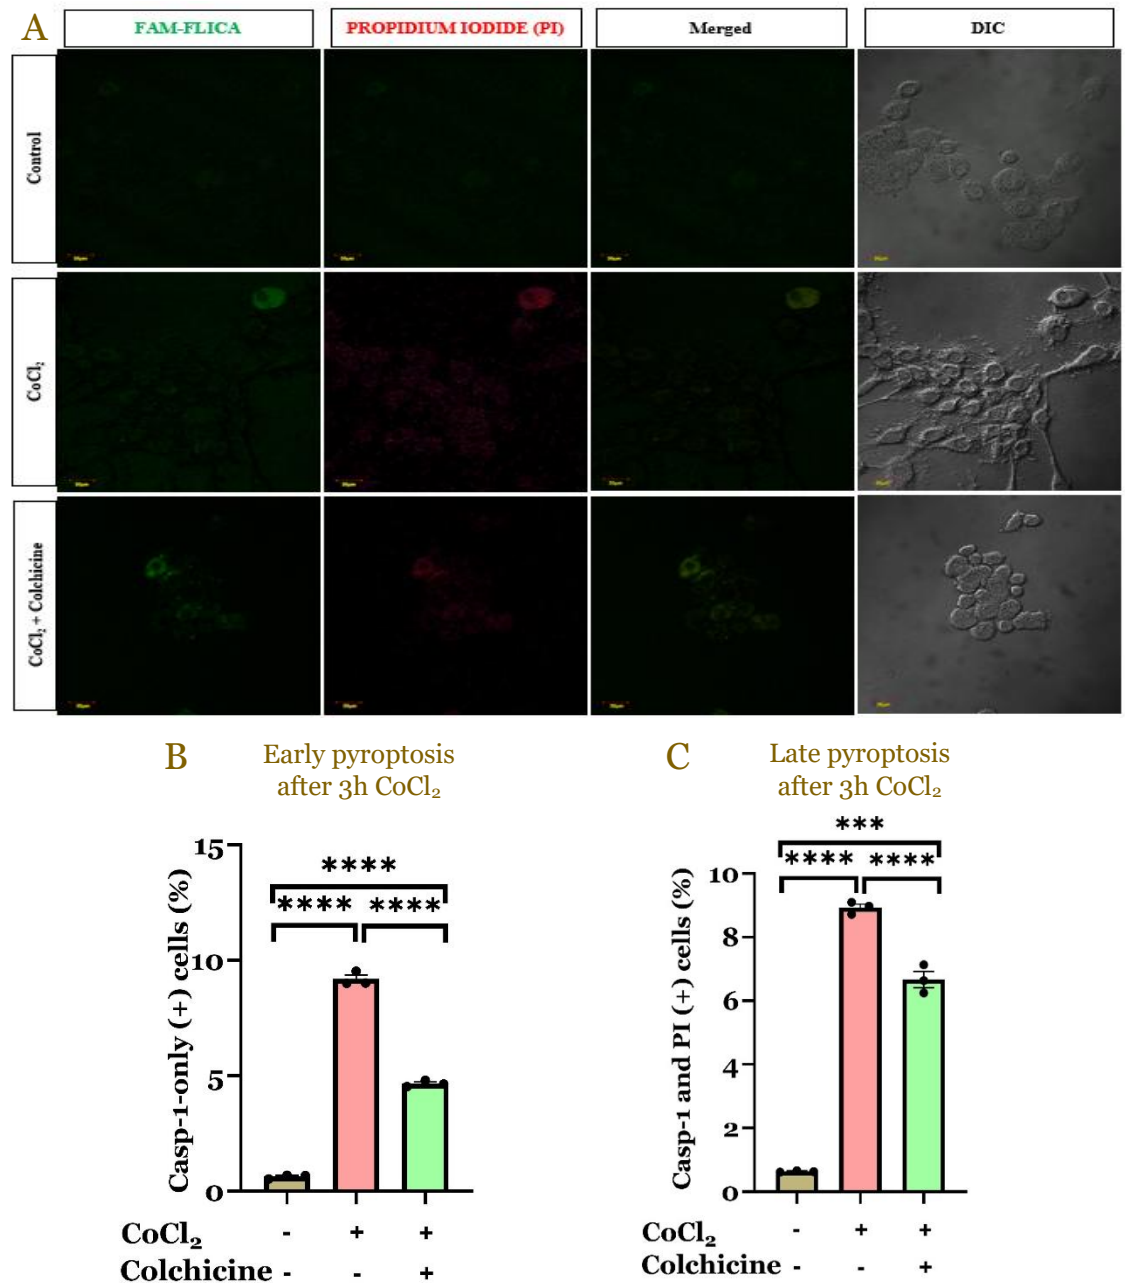 A
FAM-FLICA
PROPIDIUM IODIDE (PI)
Merged
DIC
Control
CoCl₂
CoCl₂ + Colchicine
B
Early pyroptosis
after 3h CoCl₂
C
Late pyroptosis
after 3h CoCl₂
Casp-1-only (+) cells (%)
15
10
5
0
****
**** ****
CoCl₂ - + +
Colchicine - - +
Casp-1 and PI (+) cells (%)
10
8
6
4
2
0
***
**** ****
CoCl₂ - + +
Colchicine - - +